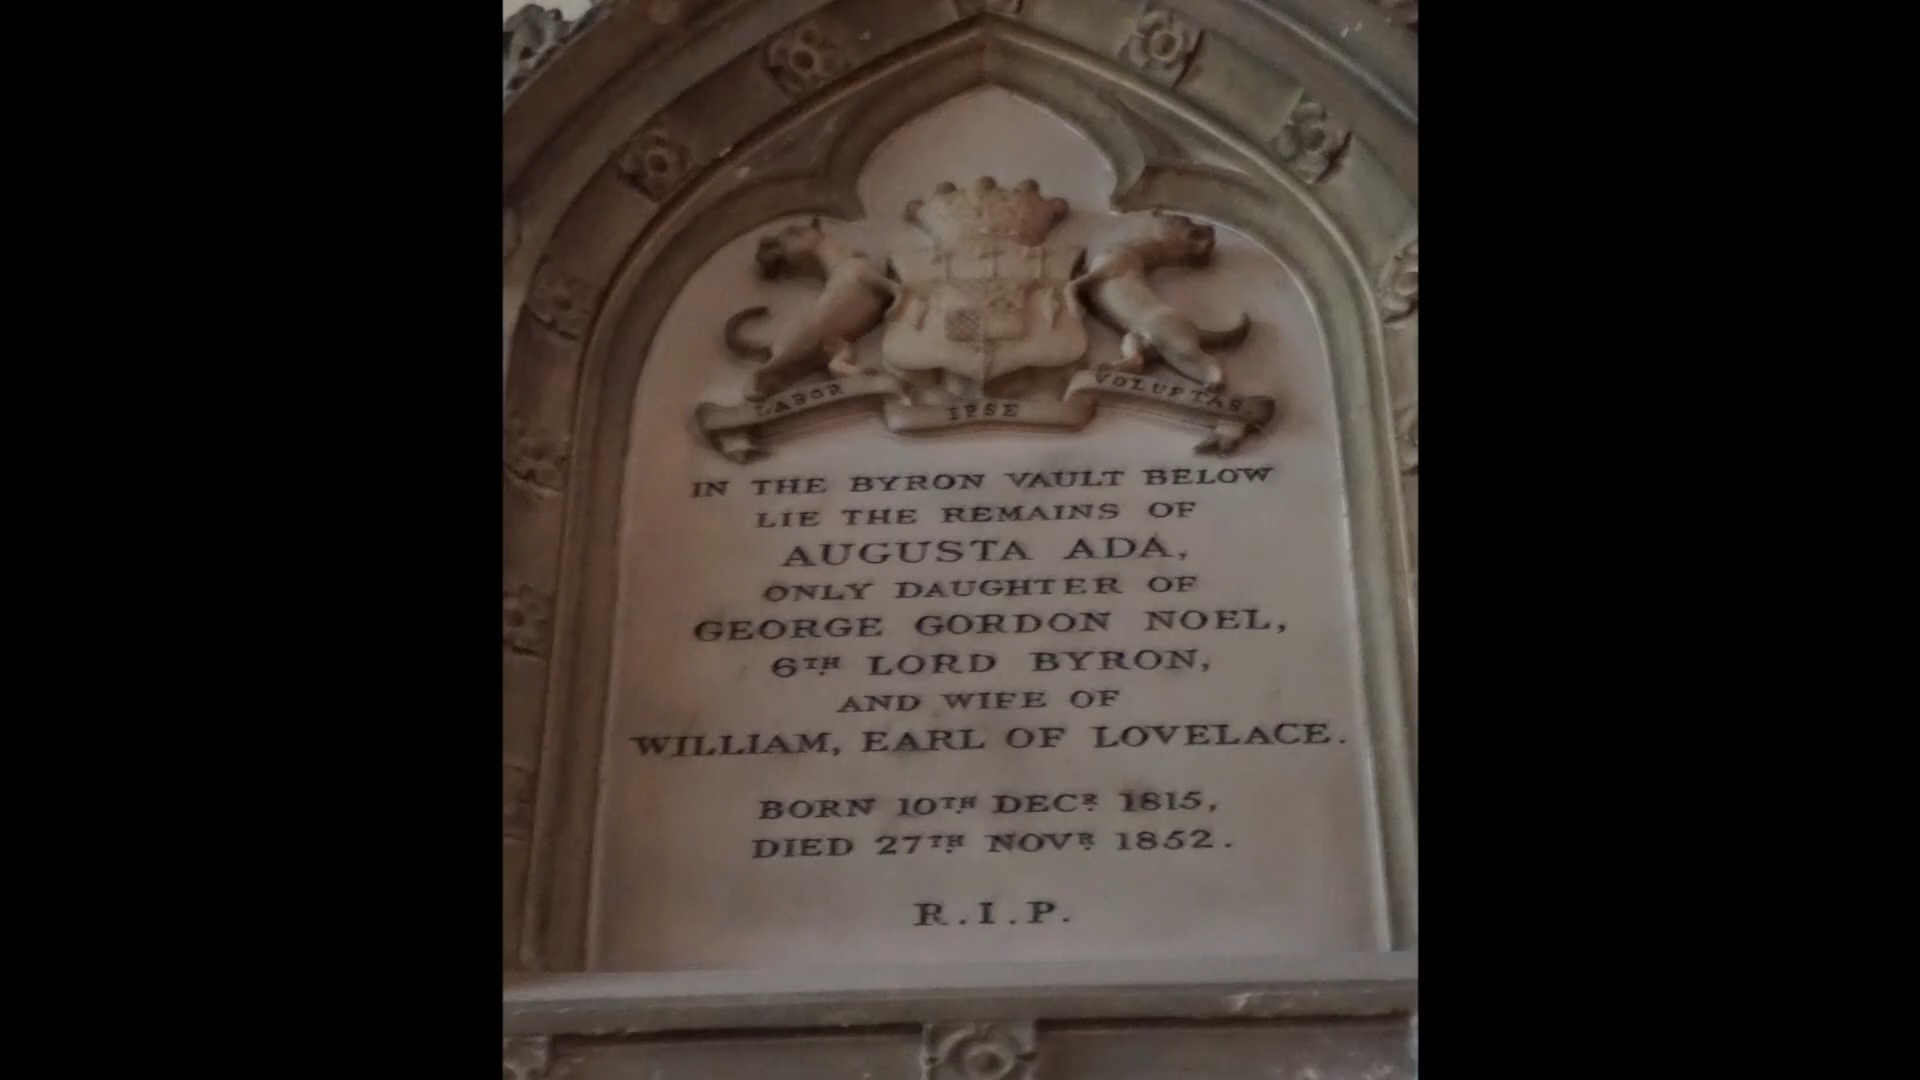 LABOR IPSE VOLUPTAS.
IN THE BYRON VAULT BELOW
LIE THE REMAINS OF
AUGUSTA ADA,
ONLY DAUGHTER OF
GEORGE GORDON NOEL,
6TH LORD BYRON,
AND WIFE OF
WILLIAM, EARL OF LOVELACE.
BORN 10TH DECR 1815,
DIED 27TH NOVR 1852.
R.I.P.